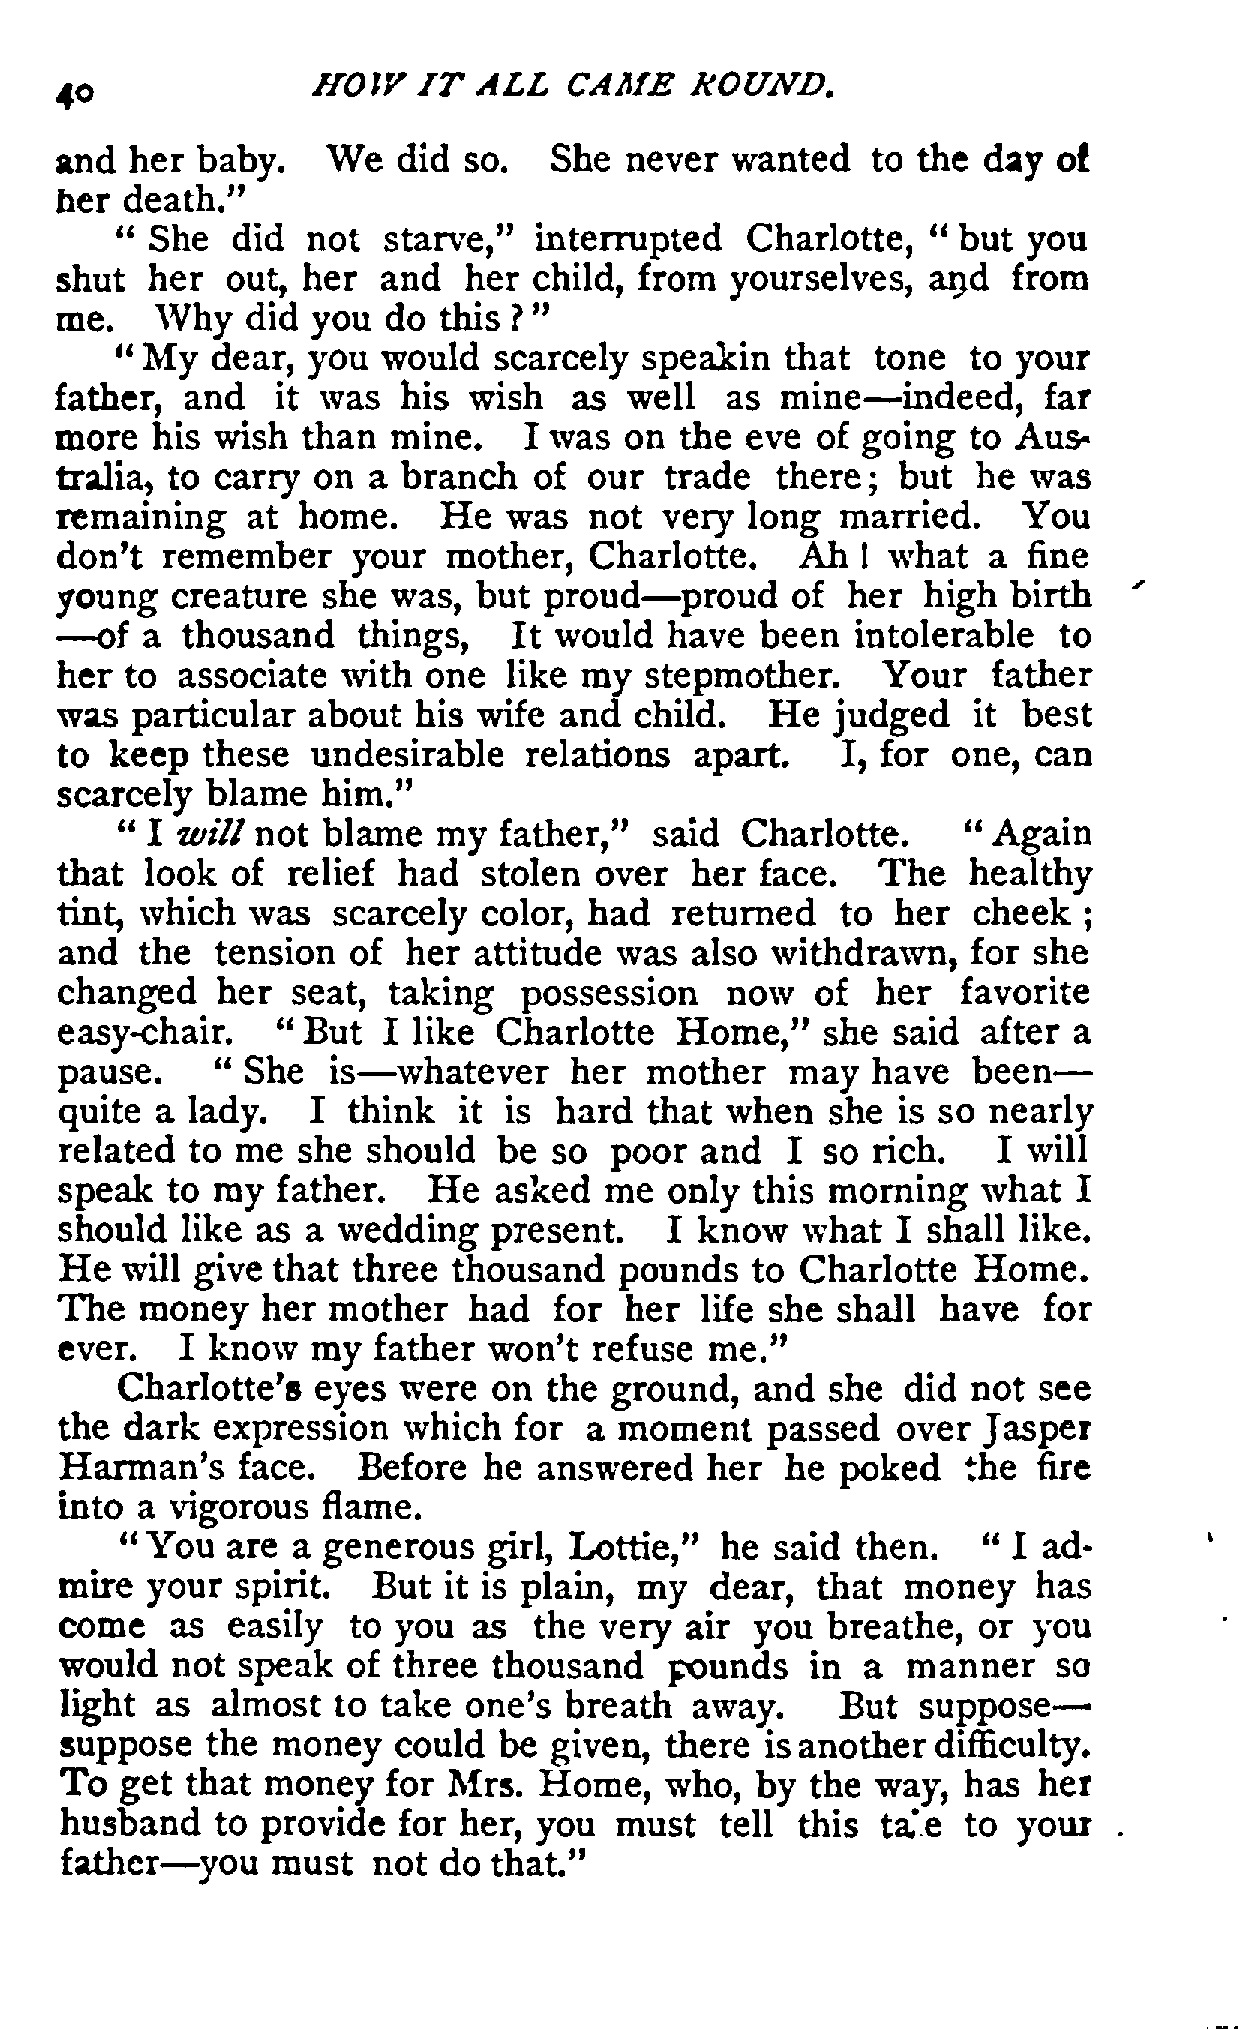 40 HOW IT ALL CAME ROUND.
and her baby. We did so. She never wanted to the day of
her death."
" She did not starve," interrupted Charlotte, " but you
shut her out, her and her child, from yourselves, and from
me. Why did you do this ? "
" My dear, you would scarcely speakin that tone to your
father, and it was his wish as well as mine—indeed, far
more his wish than mine. I was on the eve of going to Aus-
tralia, to carry on a branch of our trade there ; but he was
remaining at home. He was not very long married. You
don't remember your mother, Charlotte. Ah ! what a fine
young creature she was, but proud—proud of her high birth
—of a thousand things, It would have been intolerable to
her to associate with one like my stepmother. Your father
was particular about his wife and child. He judged it best
to keep these undesirable relations apart. I, for one, can
scarcely blame him."
" I will not blame my father," said Charlotte. " Again
that look of relief had stolen over her face. The healthy
tint, which was scarcely color, had returned to her cheek ;
and the tension of her attitude was also withdrawn, for she
changed her seat, taking possession now of her favorite
easy-chair. " But I like Charlotte Home," she said after a
pause. " She is—whatever her mother may have been—
quite a lady. I think it is hard that when she is so nearly
related to me she should be so poor and I so rich. I will
speak to my father. He asked me only this morning what I
should like as a wedding present. I know what I shall like.
He will give that three thousand pounds to Charlotte Home.
The money her mother had for her life she shall have for
ever. I know my father won't refuse me."
Charlotte's eyes were on the ground, and she did not see
the dark expression which for a moment passed over Jasper
Harman's face. Before he answered her he poked the fire
into a vigorous flame.
" You are a generous girl, Lottie," he said then. " I ad-
mire your spirit. But it is plain, my dear, that money has
come as easily to you as the very air you breathe, or you
would not speak of three thousand pounds in a manner so
light as almost to take one's breath away. But suppose—
suppose the money could be given, there is another difficulty.
To get that money for Mrs. Home, who, by the way, has her
husband to provide for her, you must tell this tale to your
father—you must not do that."